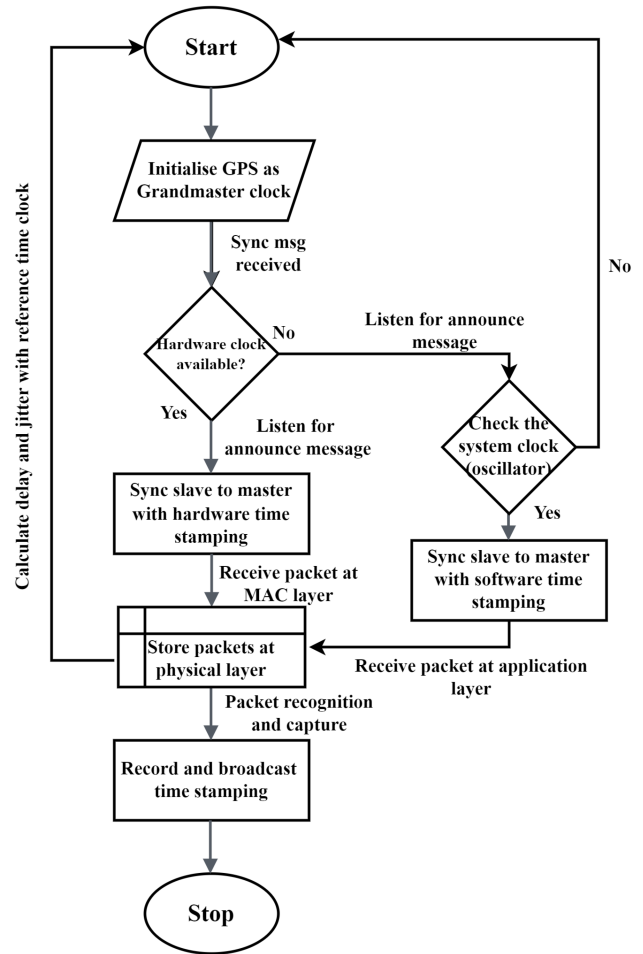 Start
Initialise GPS as
Grandmaster clock
Sync msg
received
Hardware clock
available?
No
Listen for announce
message
No
Check the
system clock
(oscillator)
Yes
Listen for
announce message
Yes
Sync slave to master
with hardware time
stamping
Sync slave to master
with software time
stamping
Receive packet at
MAC layer
Store packets at
physical layer
Receive packet at application
layer
Packet recognition
and capture
Record and broadcast
time stamping
Stop
Calculate delay and jitter with reference time clock